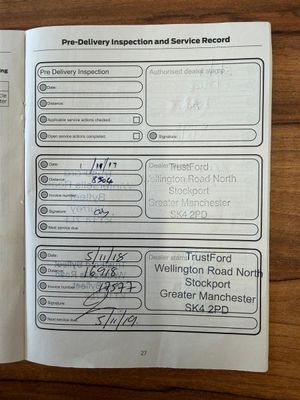 Pre-Delivery Inspection and Service Record
Pre Delivery Inspection
Authorised dealer stamp
Date:
Distance:
Applicable service actions checked:
Open service actions completed:
Signature:
Date:
1/11/17
Distance:
8504
Invoice number:
Signature:
Next service due:
Dealer stamp
TrustFord
Wellington Road North
Stockport
Greater Manchester
SK4 2PD
Date:
5/11/18
Distance:
16918
Invoice number:
Signature:
Next service due:
5/11/19
Dealer stamp
TrustFord
Wellington Road North
Stockport
Greater Manchester
SK4 2PD
27